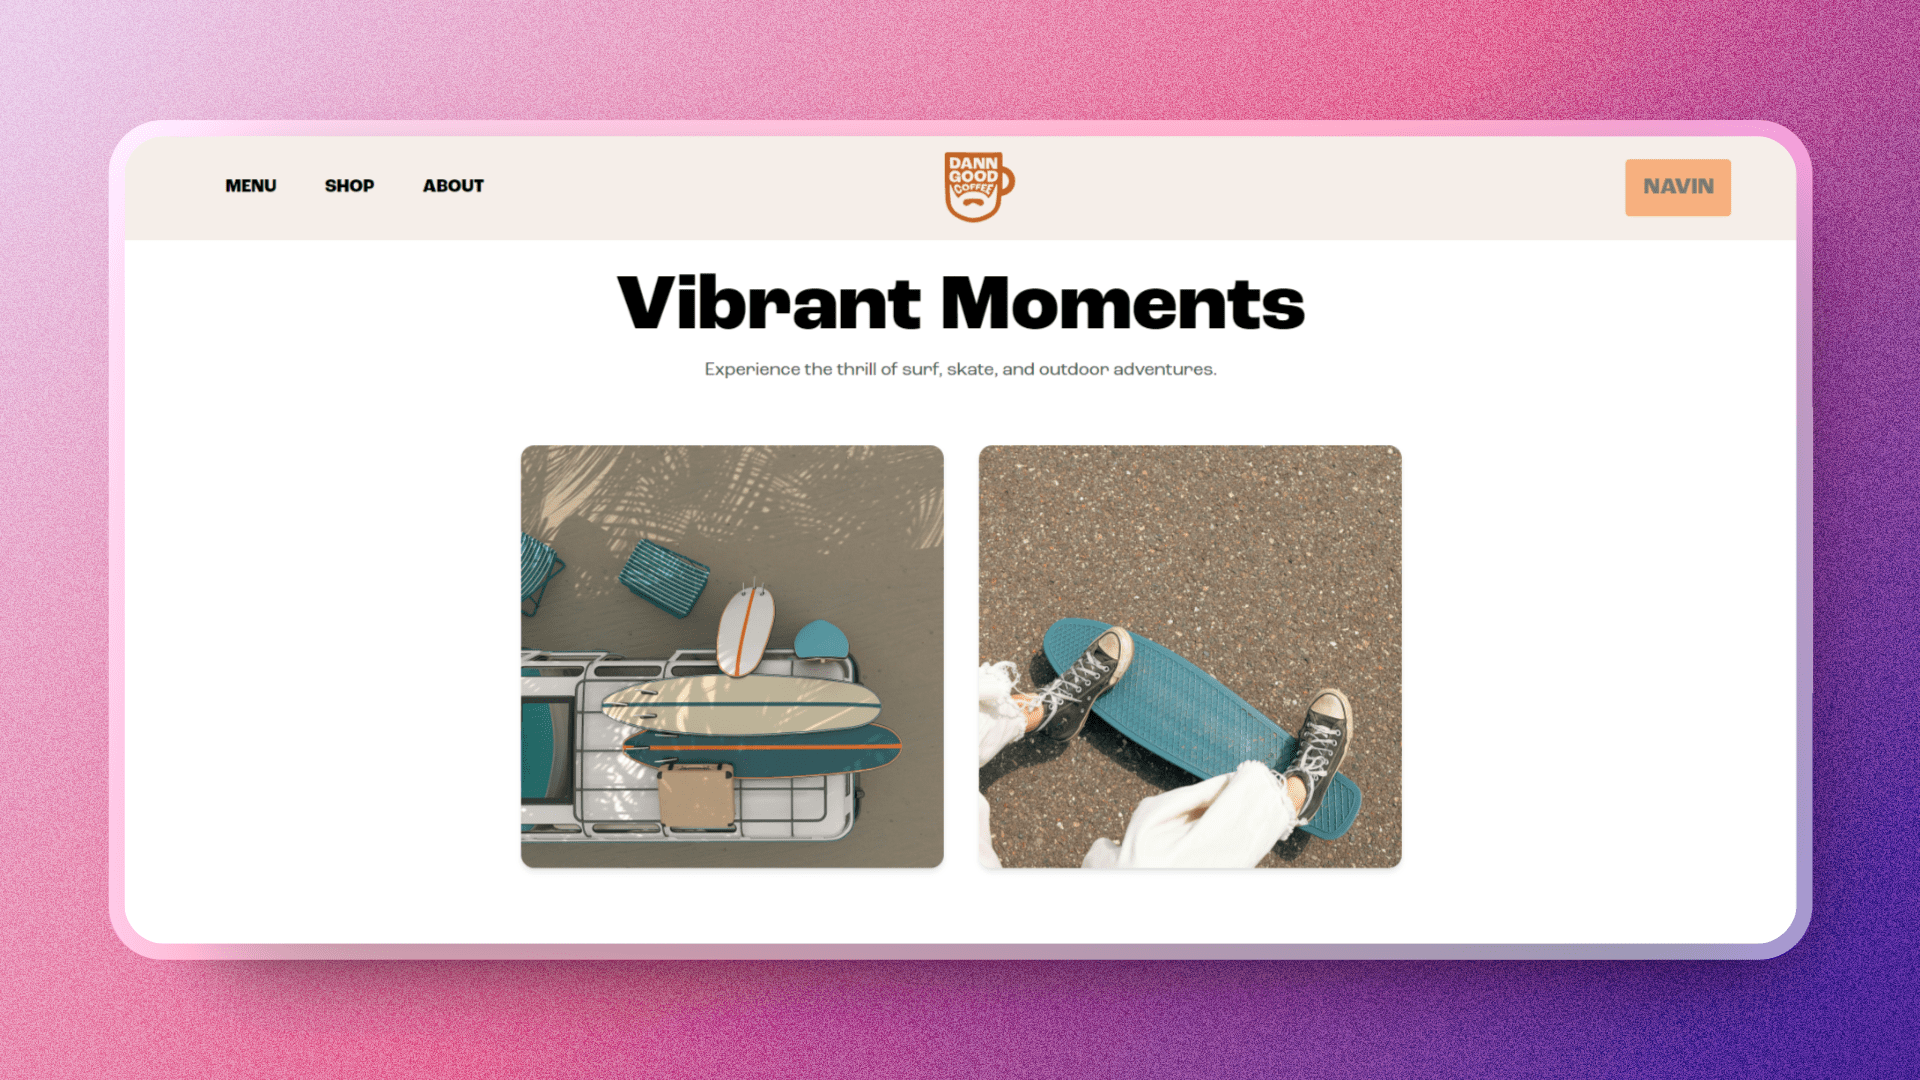 MENU
SHOP
ABOUT
DANN
GOOD
COFFEE
NAVIN
Vibrant Moments
Experience the thrill of surf, skate, and outdoor adventures.